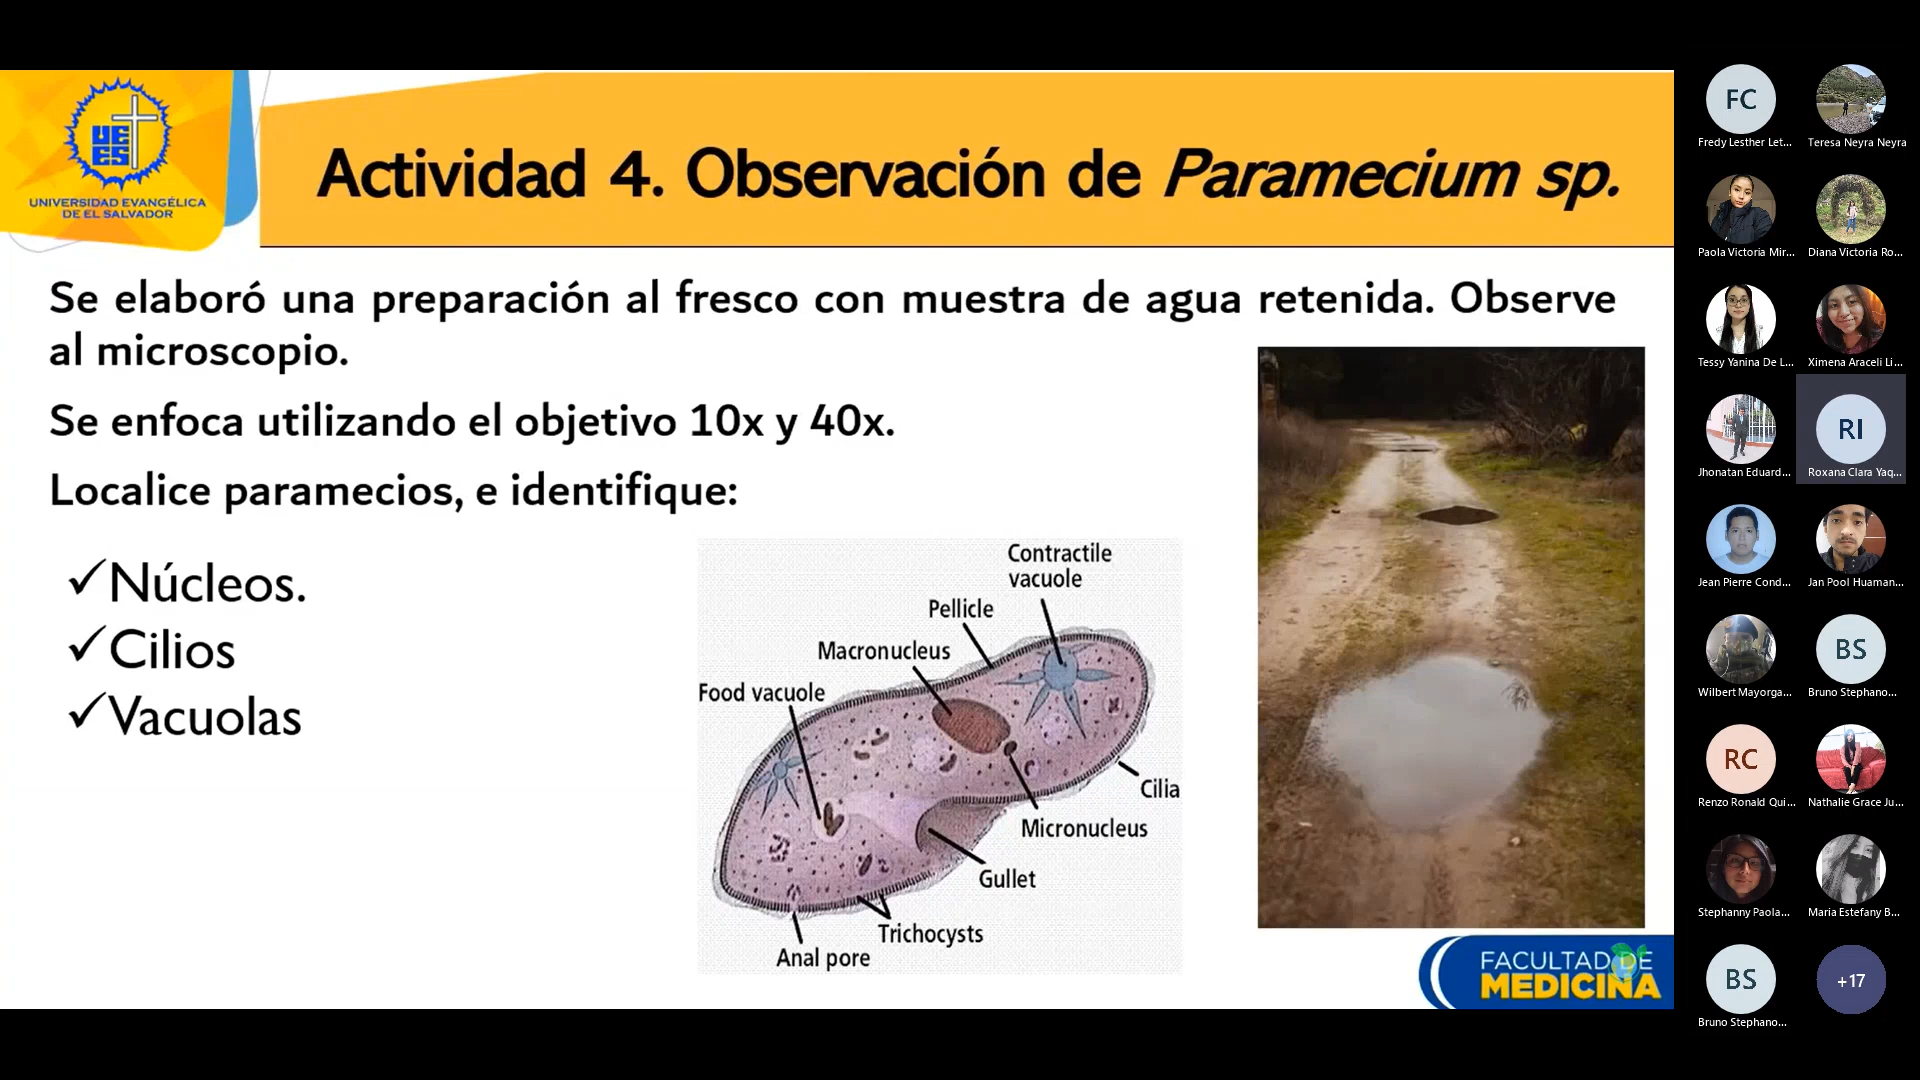 UE
ES
UNIVERSIDAD EVANGÉLICA
DE EL SALVADOR
Actividad 4. Observación de Paramecium sp.
Se elaboró una preparación al fresco con muestra de agua retenida. Observe
al microscopio.
Se enfoca utilizando el objetivo 10x y 40x.
Localice paramecios, e identifique:
✓Núcleos.
✓Cilios
✓Vacuolas
Contractile
vacuole
Pellicle
Macronucleus
Food vacuole
Cilia
Micronucleus
Gullet
Trichocysts
Anal pore
FACULTAD DE
MEDICINA
FC
Fredy Lesther Let...
Teresa Neyra Neyra
Paola Victoria Mir...
Diana Victoria Ro...
Tessy Yanina De L...
Ximena Araceli Li...
Jhonatan Eduard...
RI
Roxana Clara Yaq...
Jean Pierre Cond...
Jan Pool Huaman...
Wilbert Mayorga...
BS
Bruno Stephano...
RC
Renzo Ronald Qui...
Nathalie Grace Ju...
Stephanny Paola...
Maria Estefany B...
BS
Bruno Stephano...
+17